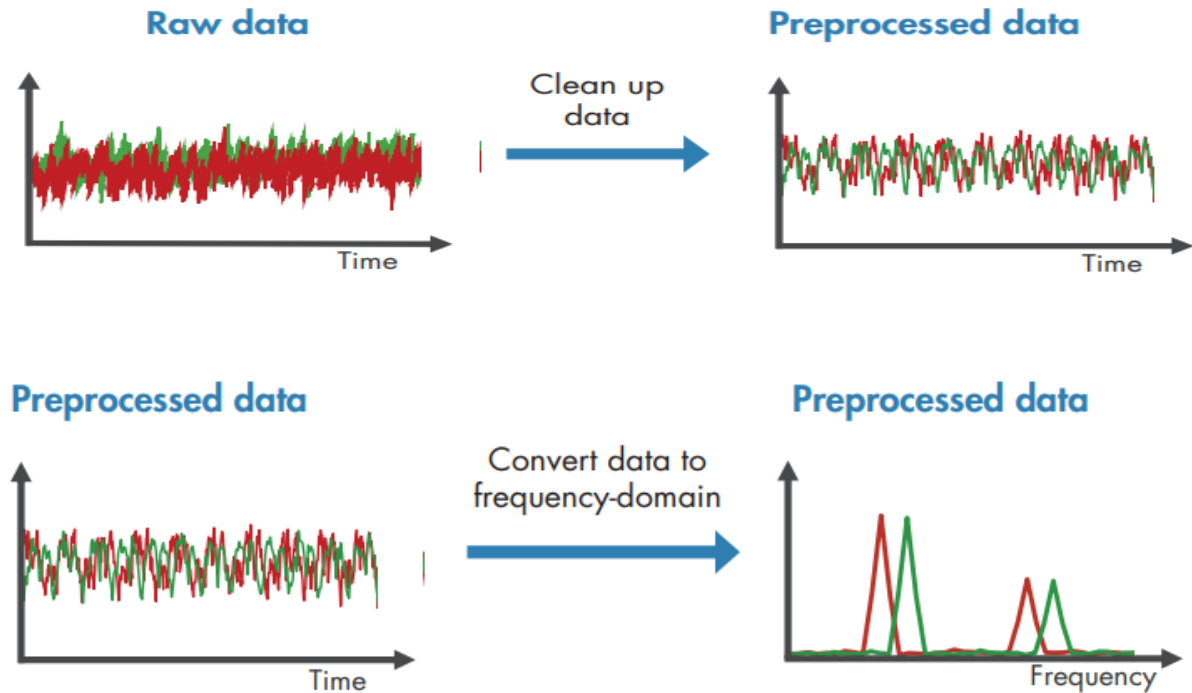 Raw data
Preprocessed data
Clean up
data
Time
Time
Preprocessed data
Preprocessed data
Convert data to
frequency-domain
Time
Frequency